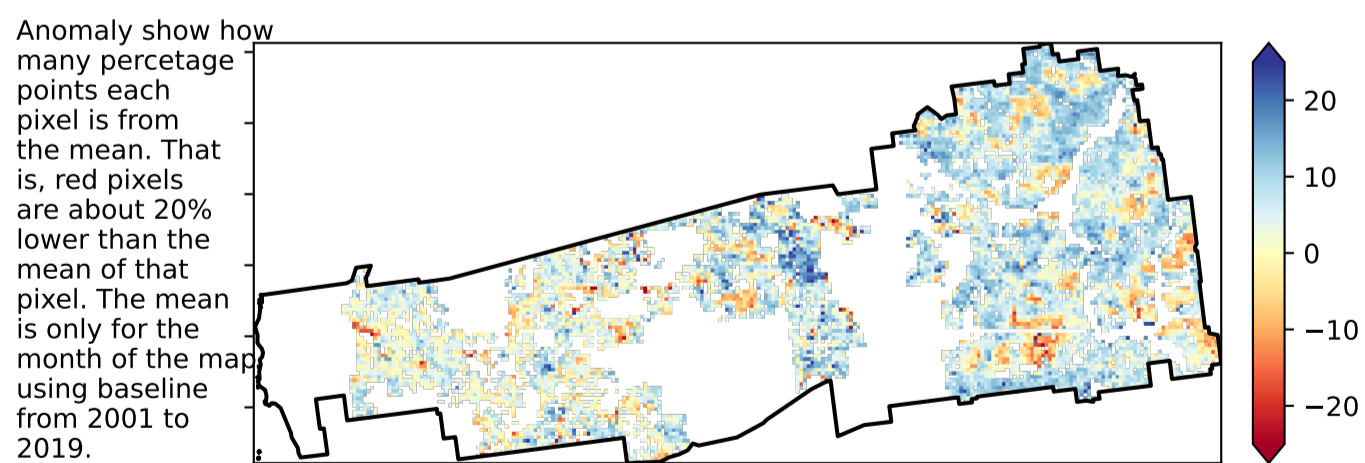 Anomaly show how
many percetage
points each
pixel is from
the mean. That
is, red pixels
are about 20%
lower than the
mean of that
pixel. The mean
is only for the
month of the map
using baseline
from 2001 to
2019.
20
10
0
−10
−20